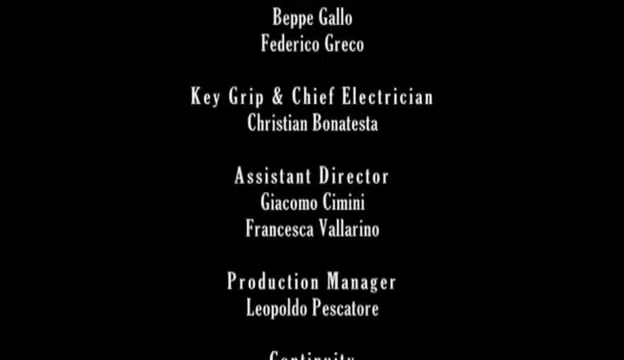 Beppe Gallo
Federico Greco
Key Grip & Chief Electrician
Christian Bonatesta
Assistant Director
Giacomo Cimini
Francesca Vallarino
Production Manager
Leopoldo Pescatore
Continuity